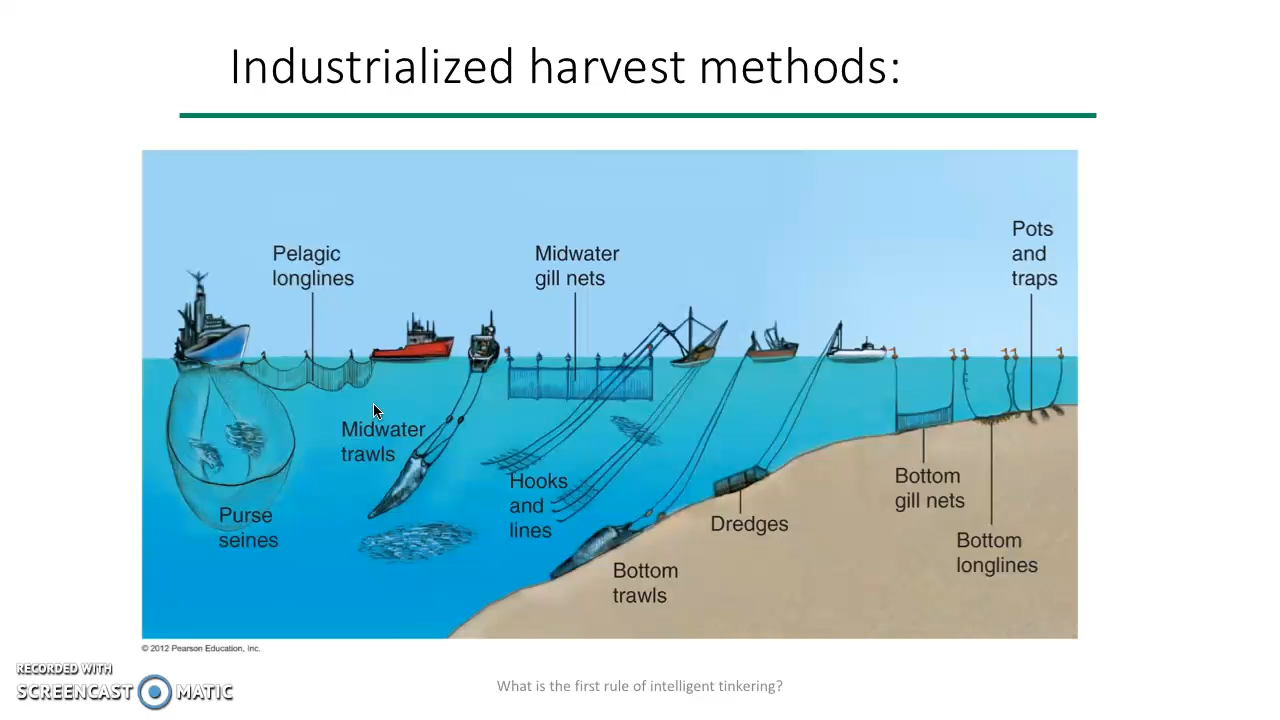 Industrialized harvest methods:
Pelagic
longlines
Midwater
gill nets
Pots
and
traps
Midwater
trawls
Hooks
and
lines
Purse
seines
Bottom
trawls
Dredges
Bottom
gill nets
Bottom
longlines
© 2012 Pearson Education, Inc.
RECORDED WITH
SCREENCAST MATIC
What is the first rule of intelligent tinkering?